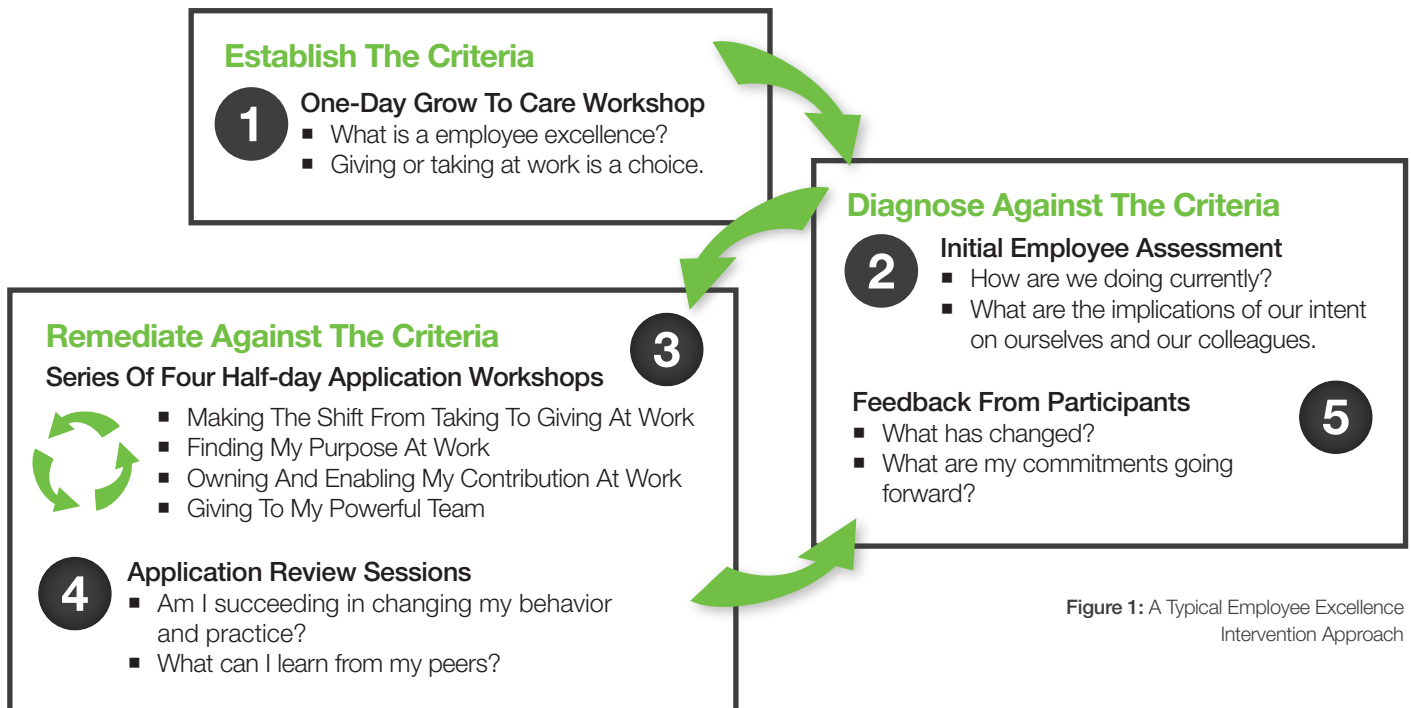 Establish The Criteria
1
One-Day Grow To Care Workshop
■ What is a employee excellence?
■ Giving or taking at work is a choice.
Diagnose Against The Criteria
2
Initial Employee Assessment
■ How are we doing currently?
■ What are the implications of our intent
on ourselves and our colleagues.
Remediate Against The Criteria
3
Series Of Four Half-day Application Workshops
■ Making The Shift From Taking To Giving At Work
■ Finding My Purpose At Work
■ Owning And Enabling My Contribution At Work
■ Giving To My Powerful Team
4
Application Review Sessions
■ Am I succeeding in changing my behavior
and practice?
■ What can I learn from my peers?
Feedback From Participants
5
■ What has changed?
■ What are my commitments going
forward?
Figure 1: A Typical Employee Excellence
Intervention Approach